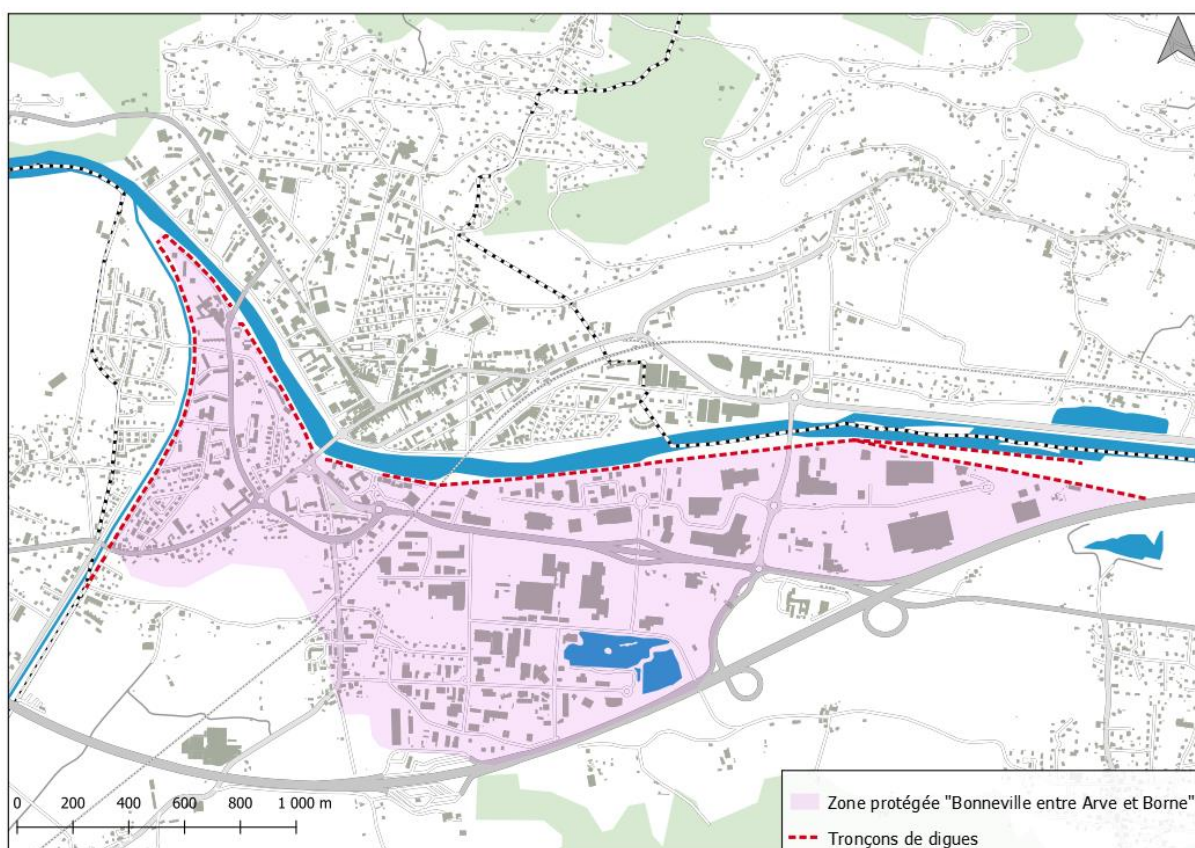 0 200 400 600 800 1 000 m
Zone protégée "Bonneville entre Arve et Borne"
Tronçons de digues